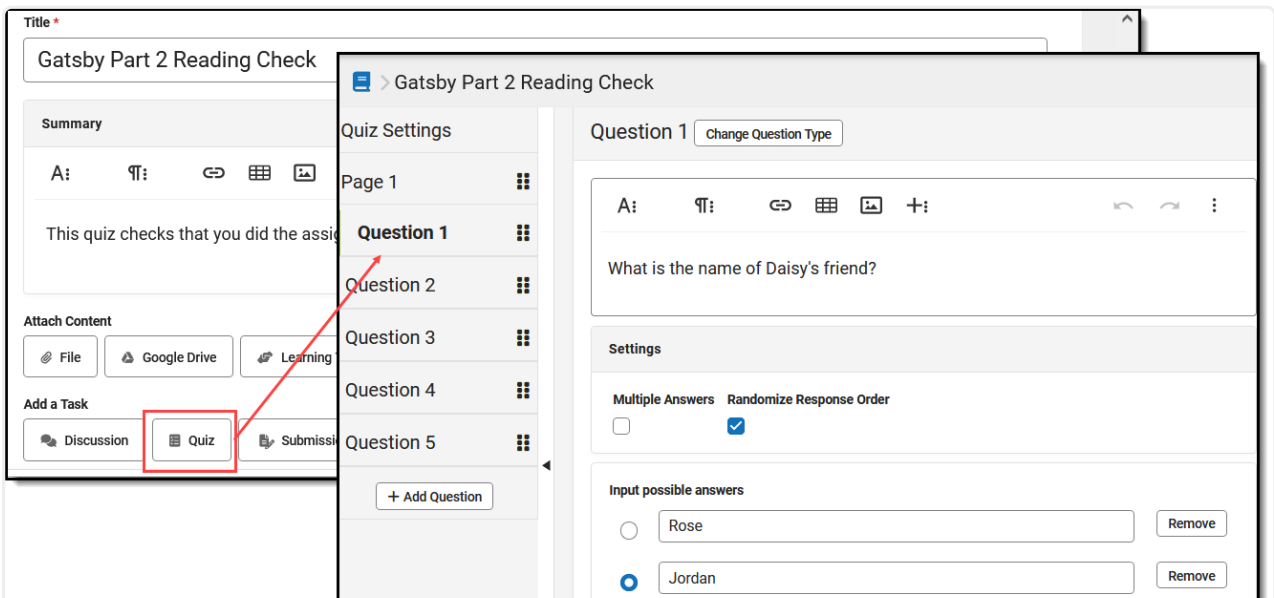 Title *
Gatsby Part 2 Reading Check
Summary
A
This quiz checks that you did the
Attach Content
File
Google Drive
Learning
Add a Task
Discussion
Quiz
Gatsby Part 2 Reading Check
Quiz Settings
Page 1
Question 1
Question 2
Question 3
Question 4
Question 5
+ Add Question
Question 1 Change Question Type
A
What is the name of Daisy's friend?
Settings
Multiple Answers Randomize Response Order
Input possible answers
Rose Remove
Jordan Remove